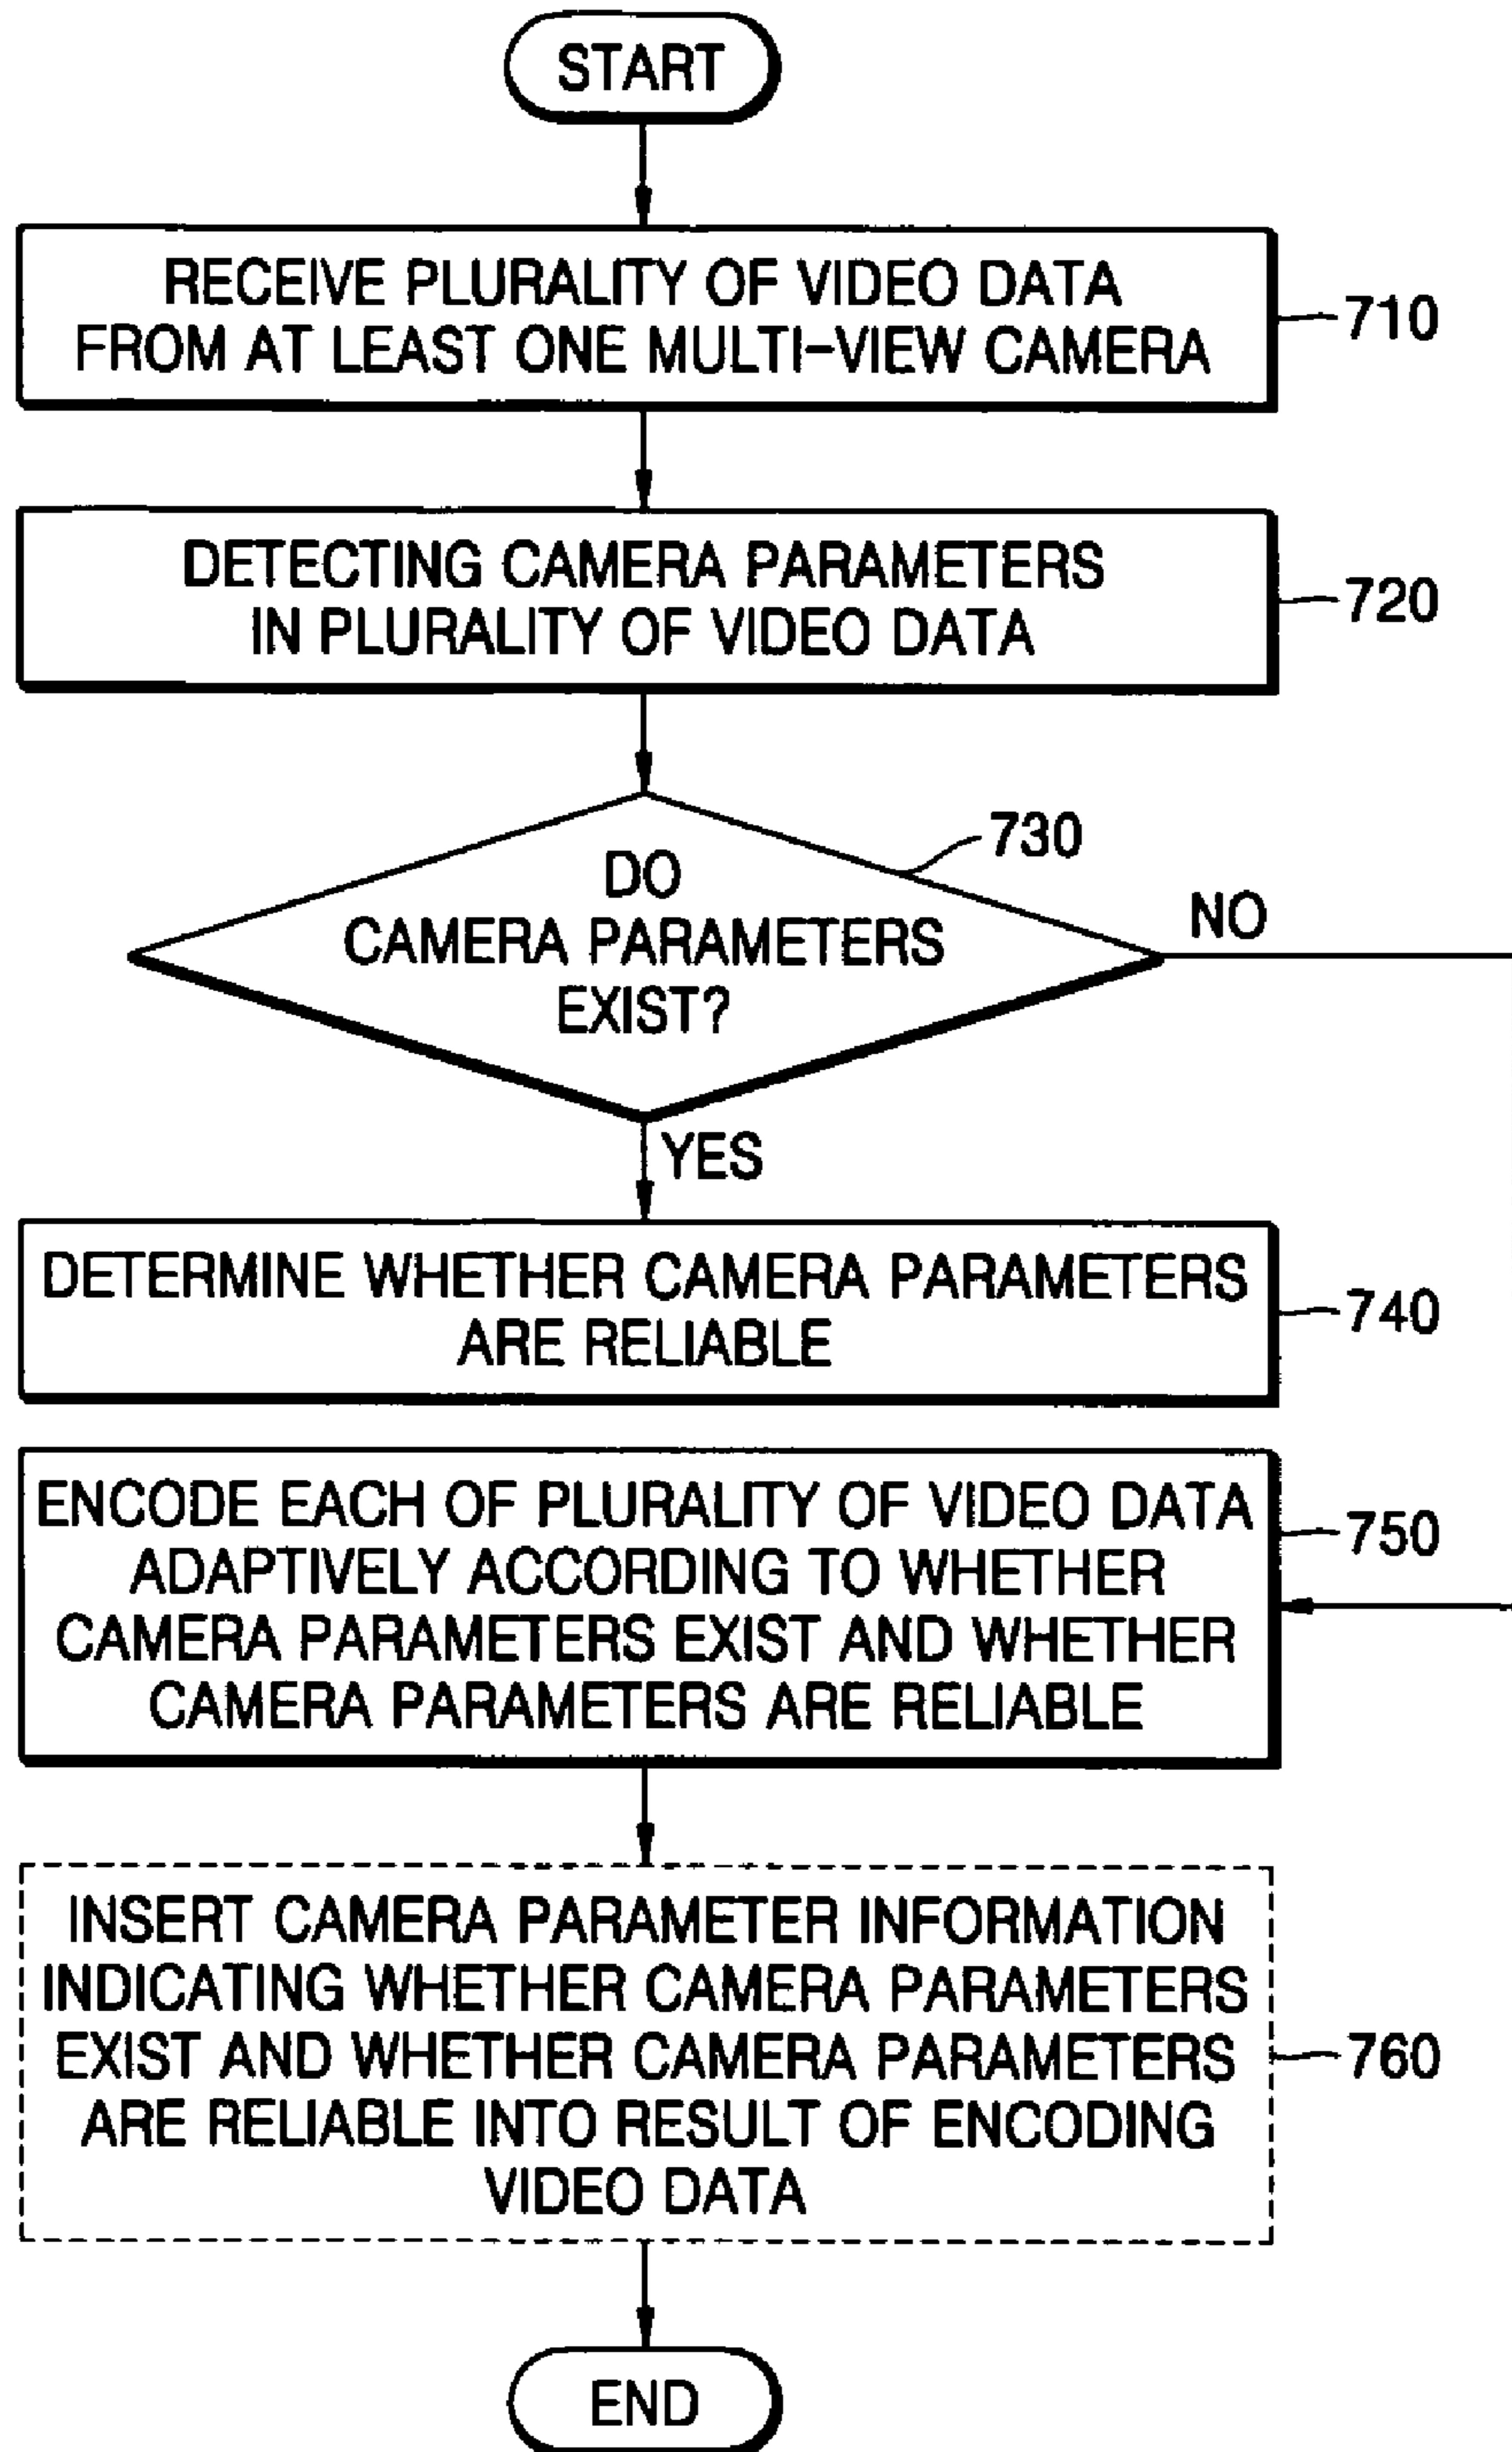 START
RECEIVE PLURALITY OF VIDEO DATA
FROM AT LEAST ONE MULTI-VIEW CAMERA
710
DETECTING CAMERA PARAMETERS
IN PLURALITY OF VIDEO DATA
720
730
DO
CAMERA PARAMETERS
EXIST?
NO
YES
DETERMINE WHETHER CAMERA PARAMETERS
ARE RELIABLE
740
ENCODE EACH OF PLURALITY OF VIDEO DATA
ADAPTIVELY ACCORDING TO WHETHER
CAMERA PARAMETERS EXIST AND WHETHER
CAMERA PARAMETERS ARE RELIABLE
750
INSERT CAMERA PARAMETER INFORMATION
INDICATING WHETHER CAMERA PARAMETERS
EXIST AND WHETHER CAMERA PARAMETERS
ARE RELIABLE INTO RESULT OF ENCODING
VIDEO DATA
760
END